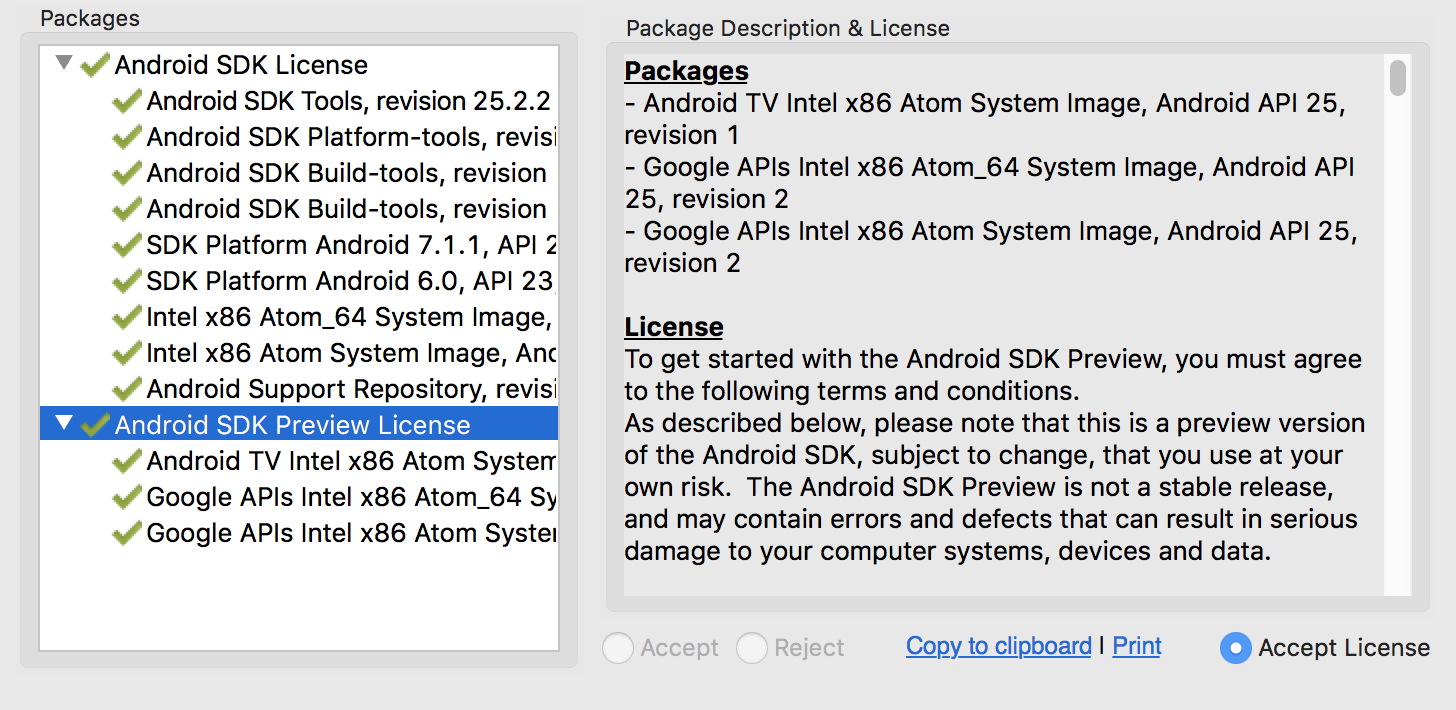 Packages
Android SDK License
Android SDK Tools, revision 25.2.2
Android SDK Platform-tools, revisi
Android SDK Build-tools, revision
Android SDK Build-tools, revision
SDK Platform Android 7.1.1, API 2
SDK Platform Android 6.0, API 23,
Intel x86 Atom_64 System Image,
Intel x86 Atom System Image, And
Android Support Repository, revisi
Android SDK Preview License
Android TV Intel x86 Atom System
Google APIs Intel x86 Atom_64 Sy
Google APIs Intel x86 Atom System
Package Description & License
Packages
- Android TV Intel x86 Atom System Image, Android API 25,
revision 1
- Google APIs Intel x86 Atom_64 System Image, Android API
25, revision 2
- Google APIs Intel x86 Atom System Image, Android API 25,
revision 2
License
To get started with the Android SDK Preview, you must agree
to the following terms and conditions.
As described below, please note that this is a preview version
of the Android SDK, subject to change, that you use at your
own risk.  The Android SDK Preview is not a stable release,
and may contain errors and defects that can result in serious
damage to your computer systems, devices and data.
Accept Reject Copy to clipboard | Print Accept License